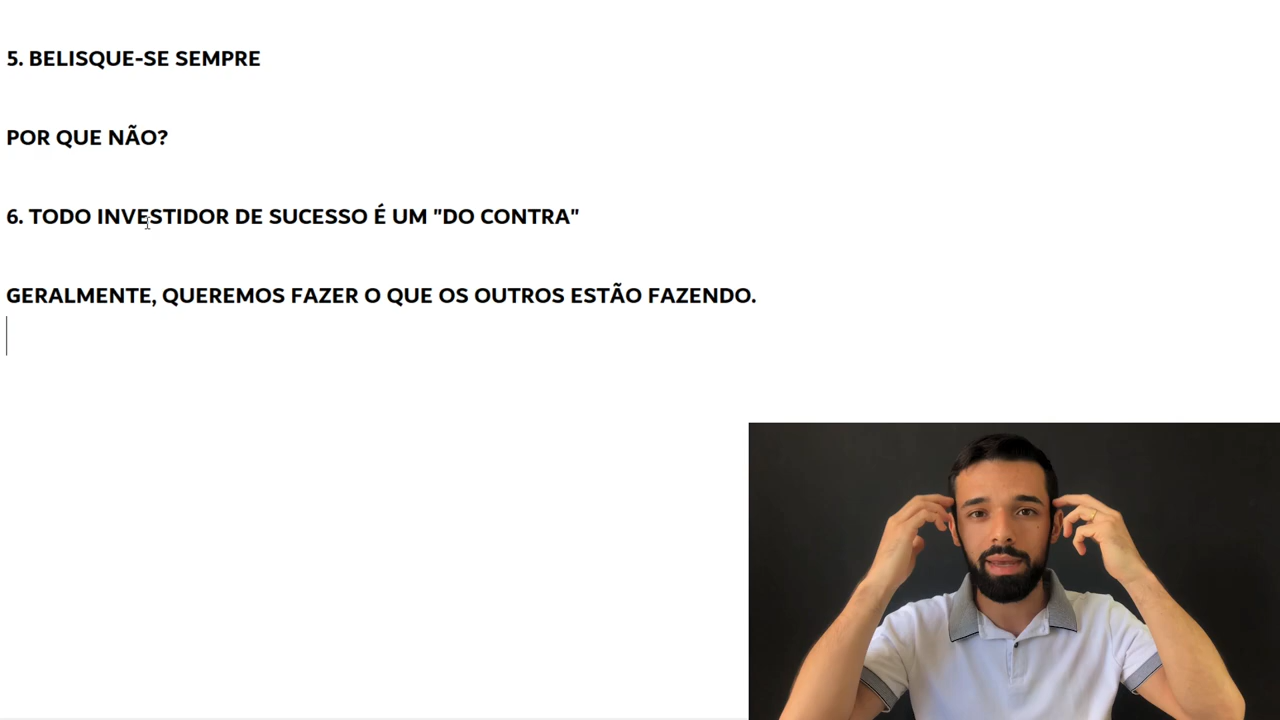 5. BELISQUE-SE SEMPRE
POR QUE NÃO?
6. TODO INVESTIDOR DE SUCESSO É UM "DO CONTRA"
GERALMENTE, QUEREMOS FAZER O QUE OS OUTROS ESTÃO FAZENDO.